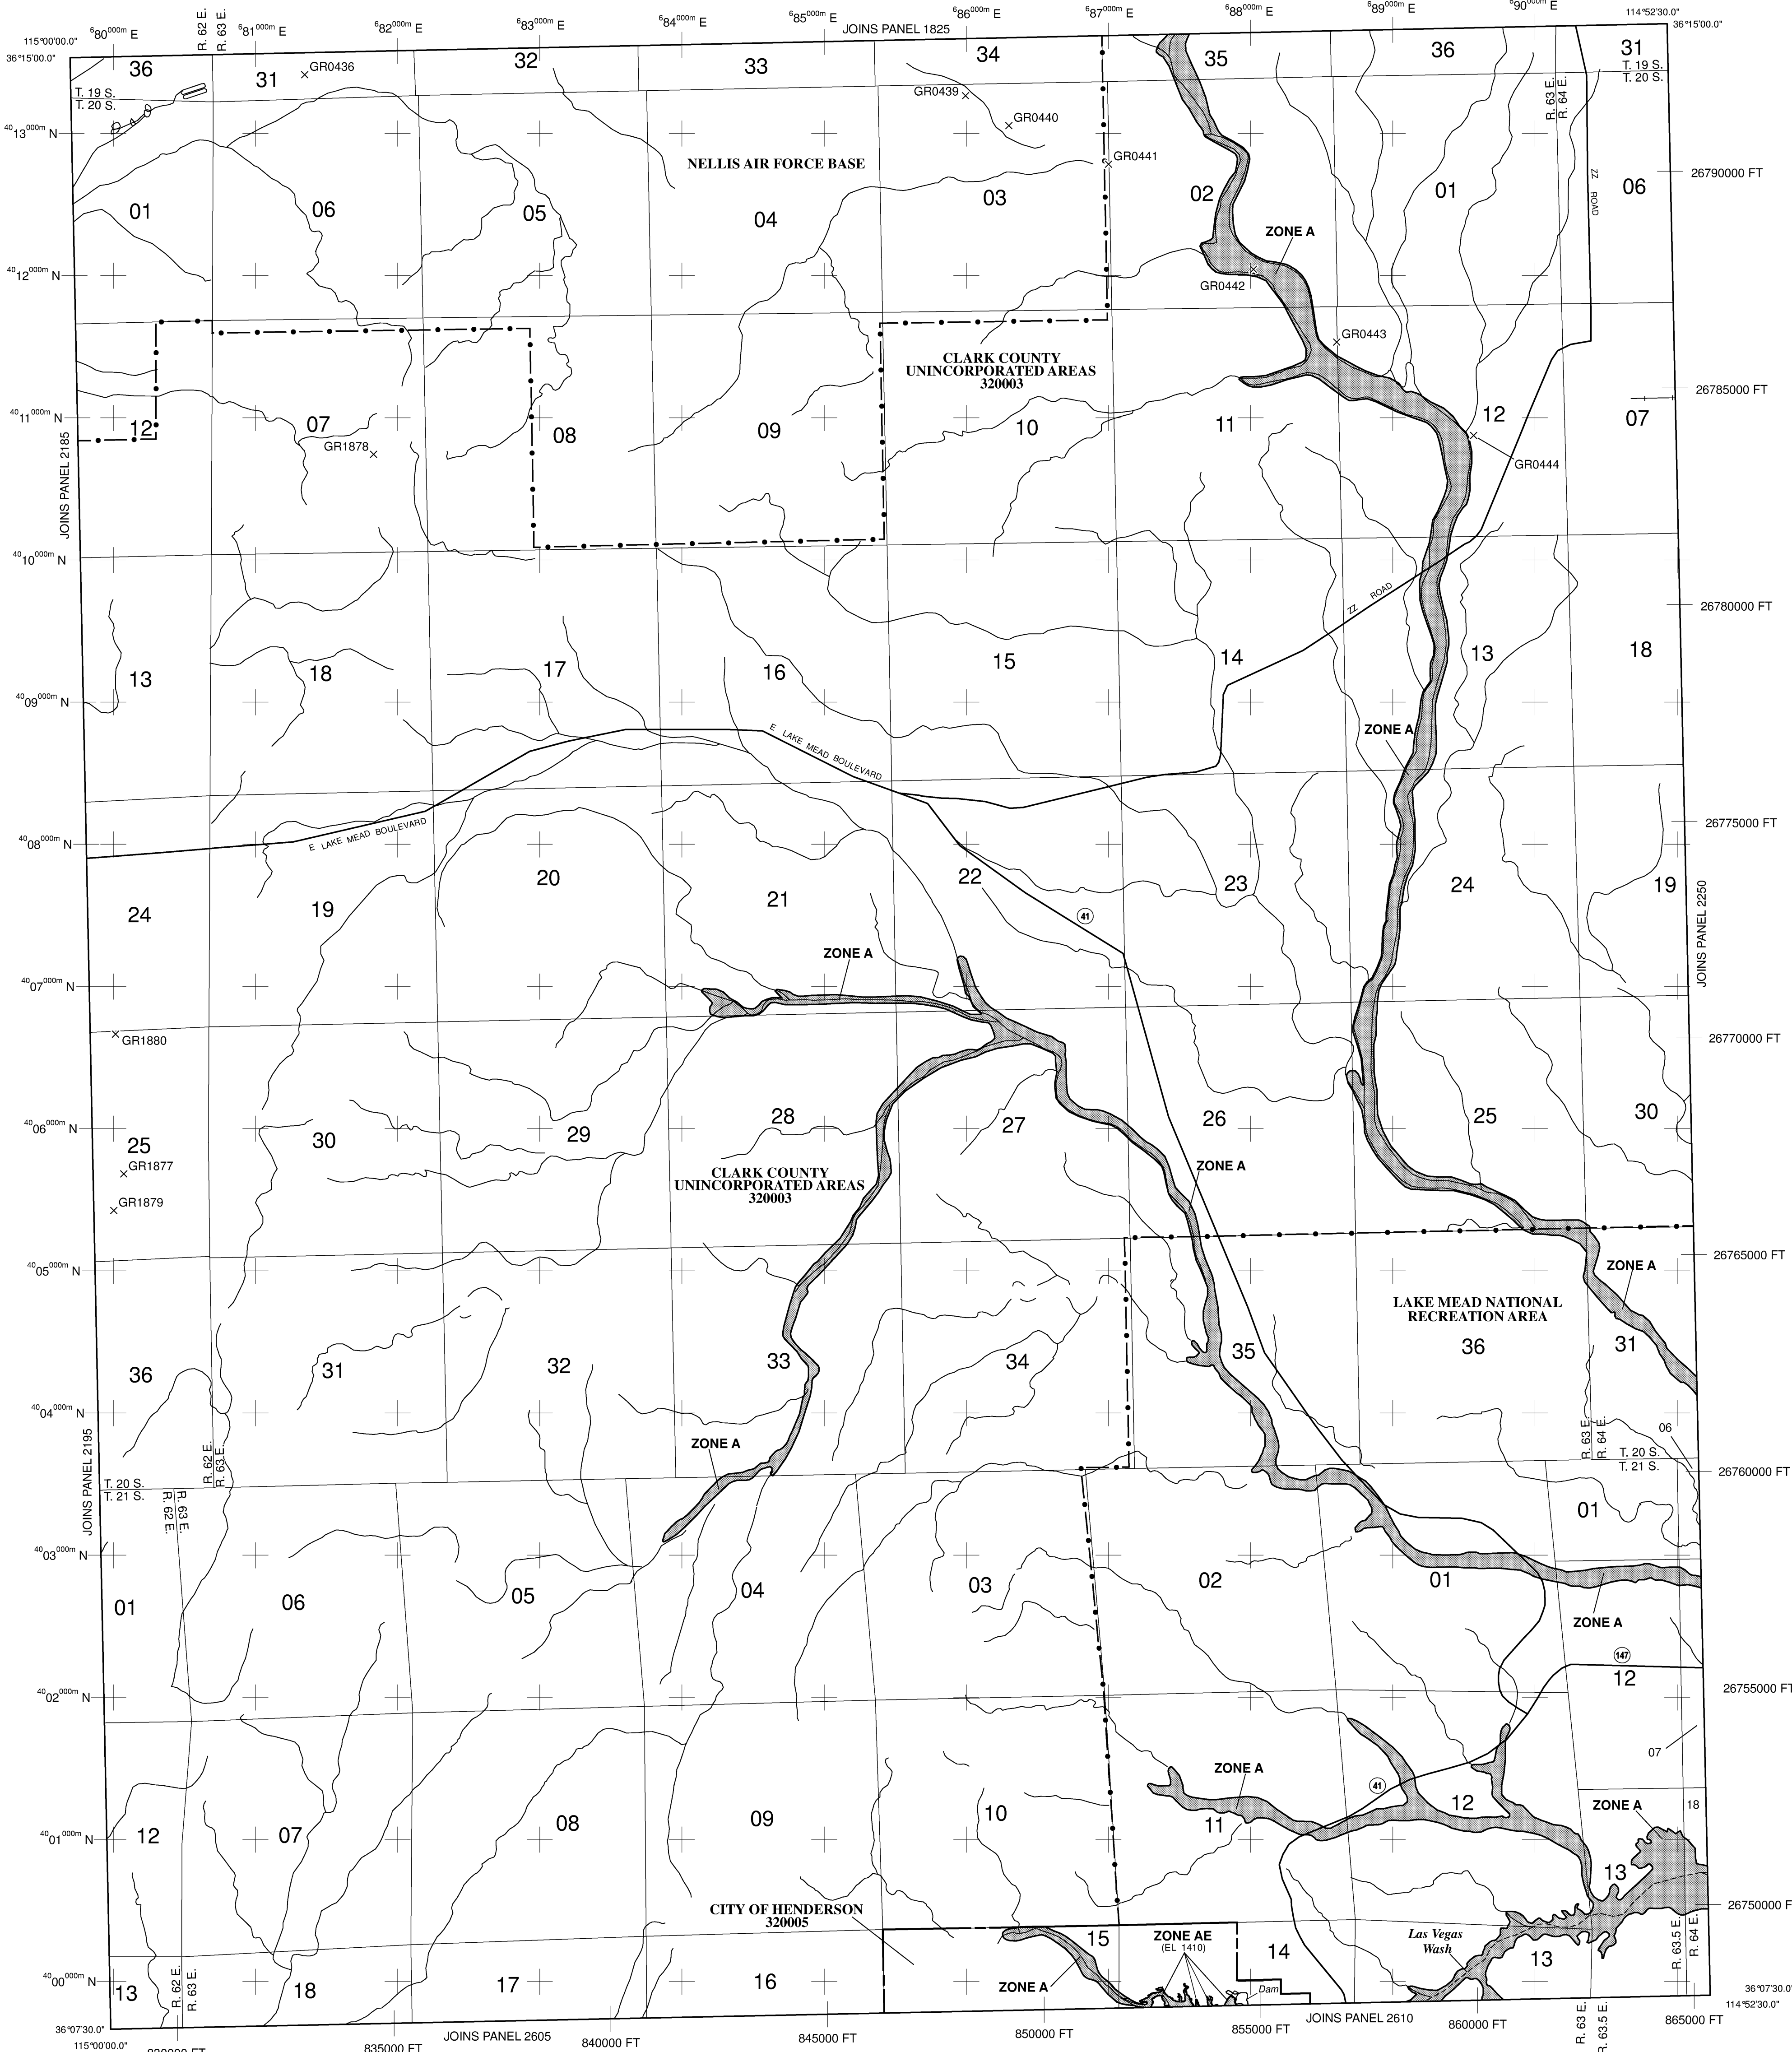 680000m E
R. 62 E.
R. 63 E.
681000m E
682000m E
683000m E
684000m E
685000m E
JOINS PANEL 1825
686000m E
687000m E
688000m E
689000m E
690000m E
114°52'30.0"
36°15'00.0"
115°00'00.0"
36°15'00.0"
36
31
GR0436
32
33
34
35
36
31
T. 19 S.
T. 20 S.
T. 19 S.
T. 20 S.
R. 63 E.
R. 64 E.
GR0439
GR0440
4013000m N
NELLIS AIR FORCE BASE
GR0441
26790000 FT
ZZ ROAD
01
06
05
04
03
02
01
06
ZONE A
4012000m N
GR0442
GR0443
CLARK COUNTY
UNINCORPORATED AREAS
320003
26785000 FT
4011000m N
12
07
08
09
10
11
12
07
GR1878
GR0444
JOINS PANEL 2185
4010000m N
ZZ ROAD
26780000 FT
13
18
17
16
15
14
13
18
4009000m N
ZONE A
E LAKE MEAD BOULEVARD
E LAKE MEAD BOULEVARD
26775000 FT
4008000m N
24
19
20
21
22
23
24
19
41
JOINS PANEL 2250
ZONE A
4007000m N
GR1880
26770000 FT
4006000m N
25
30
29
28
27
26
25
30
GR1877
GR1879
CLARK COUNTY
UNINCORPORATED AREAS
320003
ZONE A
26765000 FT
4005000m N
ZONE A
LAKE MEAD NATIONAL
RECREATION AREA
36
31
32
33
34
35
36
31
4004000m N
JOINS PANEL 2195
R. 62 E.
R. 63 E.
ZONE A
R. 63 E.
R. 64 E.
06
T. 20 S.
T. 21 S.
T. 20 S.
T. 21 S.
26760000 FT
R. 62 E.
R. 63 E.
01
4003000m N
01
06
05
04
03
02
01
ZONE A
147
12
4002000m N
26755000 FT
07
ZONE A
41
12
ZONE A
18
4001000m N
12
07
08
09
10
11
13
CITY OF HENDERSON
320005
26750000 FT
15
ZONE AE
(EL 1410)
14
Las Vegas
Wash
13
R. 63.5 E.
R. 64 E.
4000000m N
13
R. 62 E.
R. 63 E.
18
17
16
ZONE A
Dam
36°07'30.0"
114°52'30.0"
36°07'30.0"
115°00'00.0"
835000 FT
JOINS PANEL 2605
840000 FT
845000 FT
850000 FT
855000 FT
JOINS PANEL 2610
860000 FT
R. 63 E.
R. 63.5 E.
865000 FT